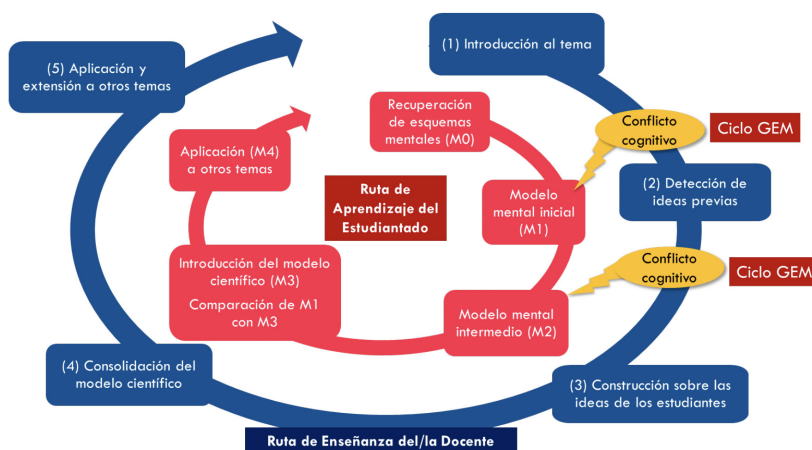 (1) Introducción al tema
(5) Aplicación y
extensión a otros temas
Recuperación
de esquemas
mentales (M0)
Conflicto
cognitivo
Ciclo GEM
Aplicación (M4)
a otros temas
Ruta de
Aprendizaje del
Estudiantado
Modelo
mental inicial
(M1)
(2) Detección de
ideas previas
Conflicto
cognitivo
Ciclo GEM
Introducción del modelo
científico (M3)
Comparación de M1
con M3
Modelo mental
intermedio (M2)
(4) Consolidación del
modelo científico
(3) Construcción sobre las
ideas de los estudiantes
Ruta de Enseñanza del/la Docente